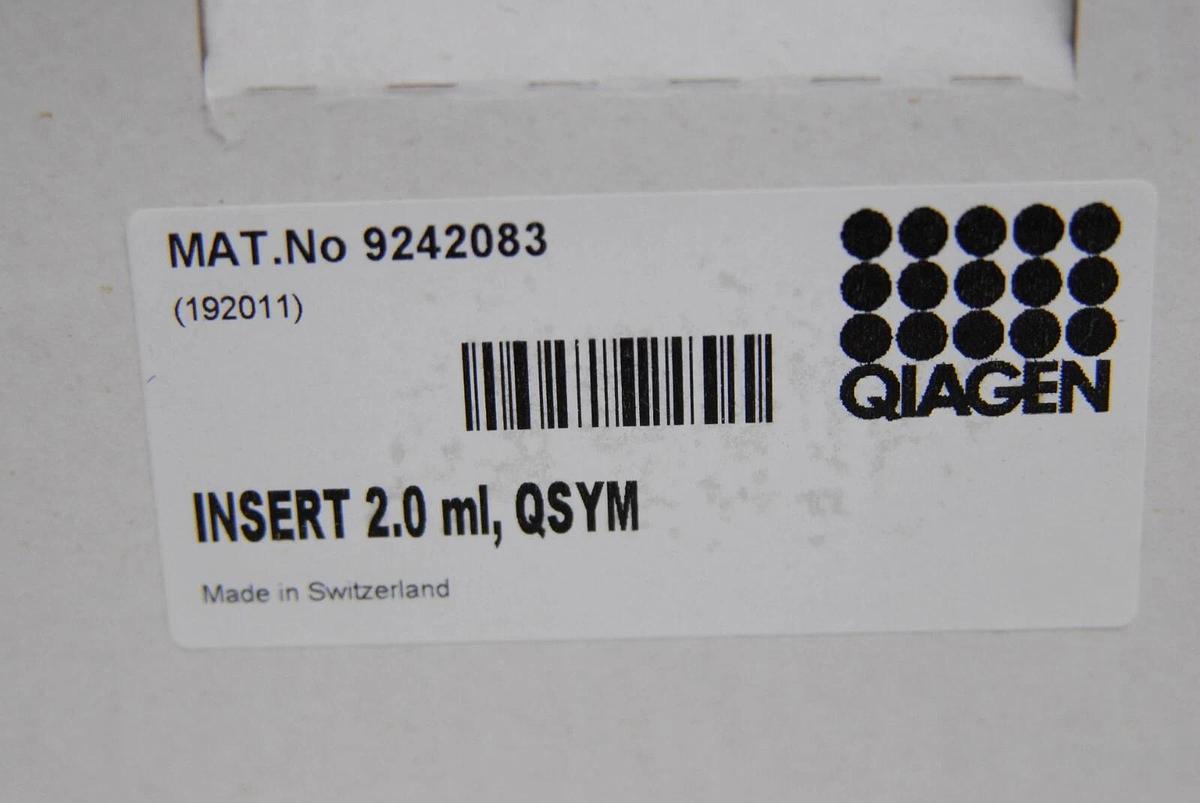 MAT.No 9242083
(192011)
QIAGEN
INSERT 2.0 ml, QSYM
Made in Switzerland